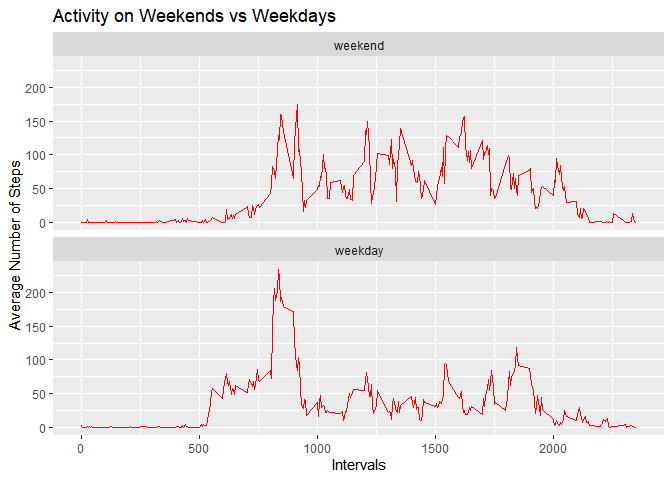 Activity on Weekends vs Weekdays
weekend
200
150
100
50
0
weekday
200
150
100
50
0
0 500 1000 1500 2000
Intervals
Average Number of Steps